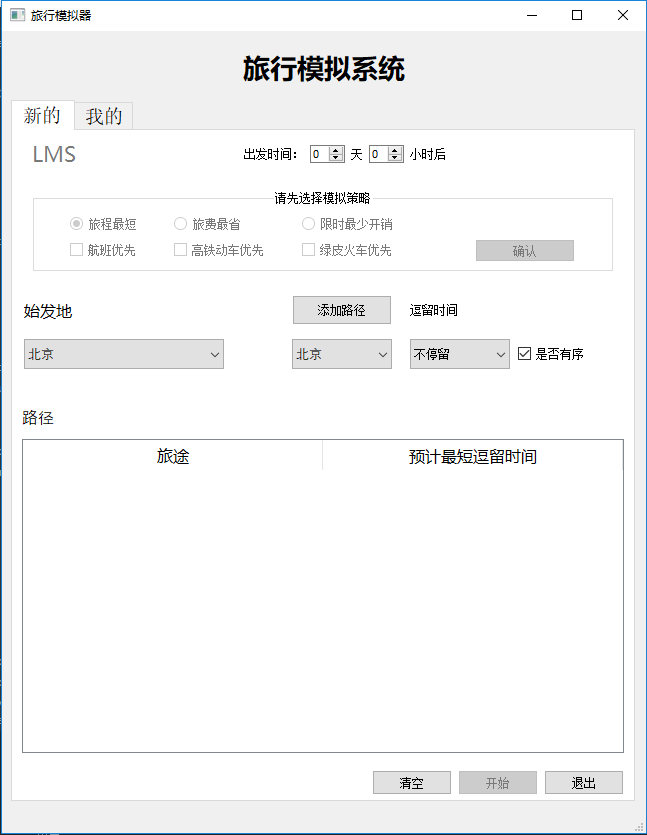 旅行模拟器
旅行模拟系统
新的 我的
LMS 出发时间： 0 天 0 小时后
请先选择模拟策略
旅程最短 旅费最省 限时最少开销
航班优先 高铁动车优先 绿皮火车优先 确认
始发地 添加路径 逗留时间
北京 北京 不停留 是否有序
路径
旅途 预计最短逗留时间
清空 开始 退出